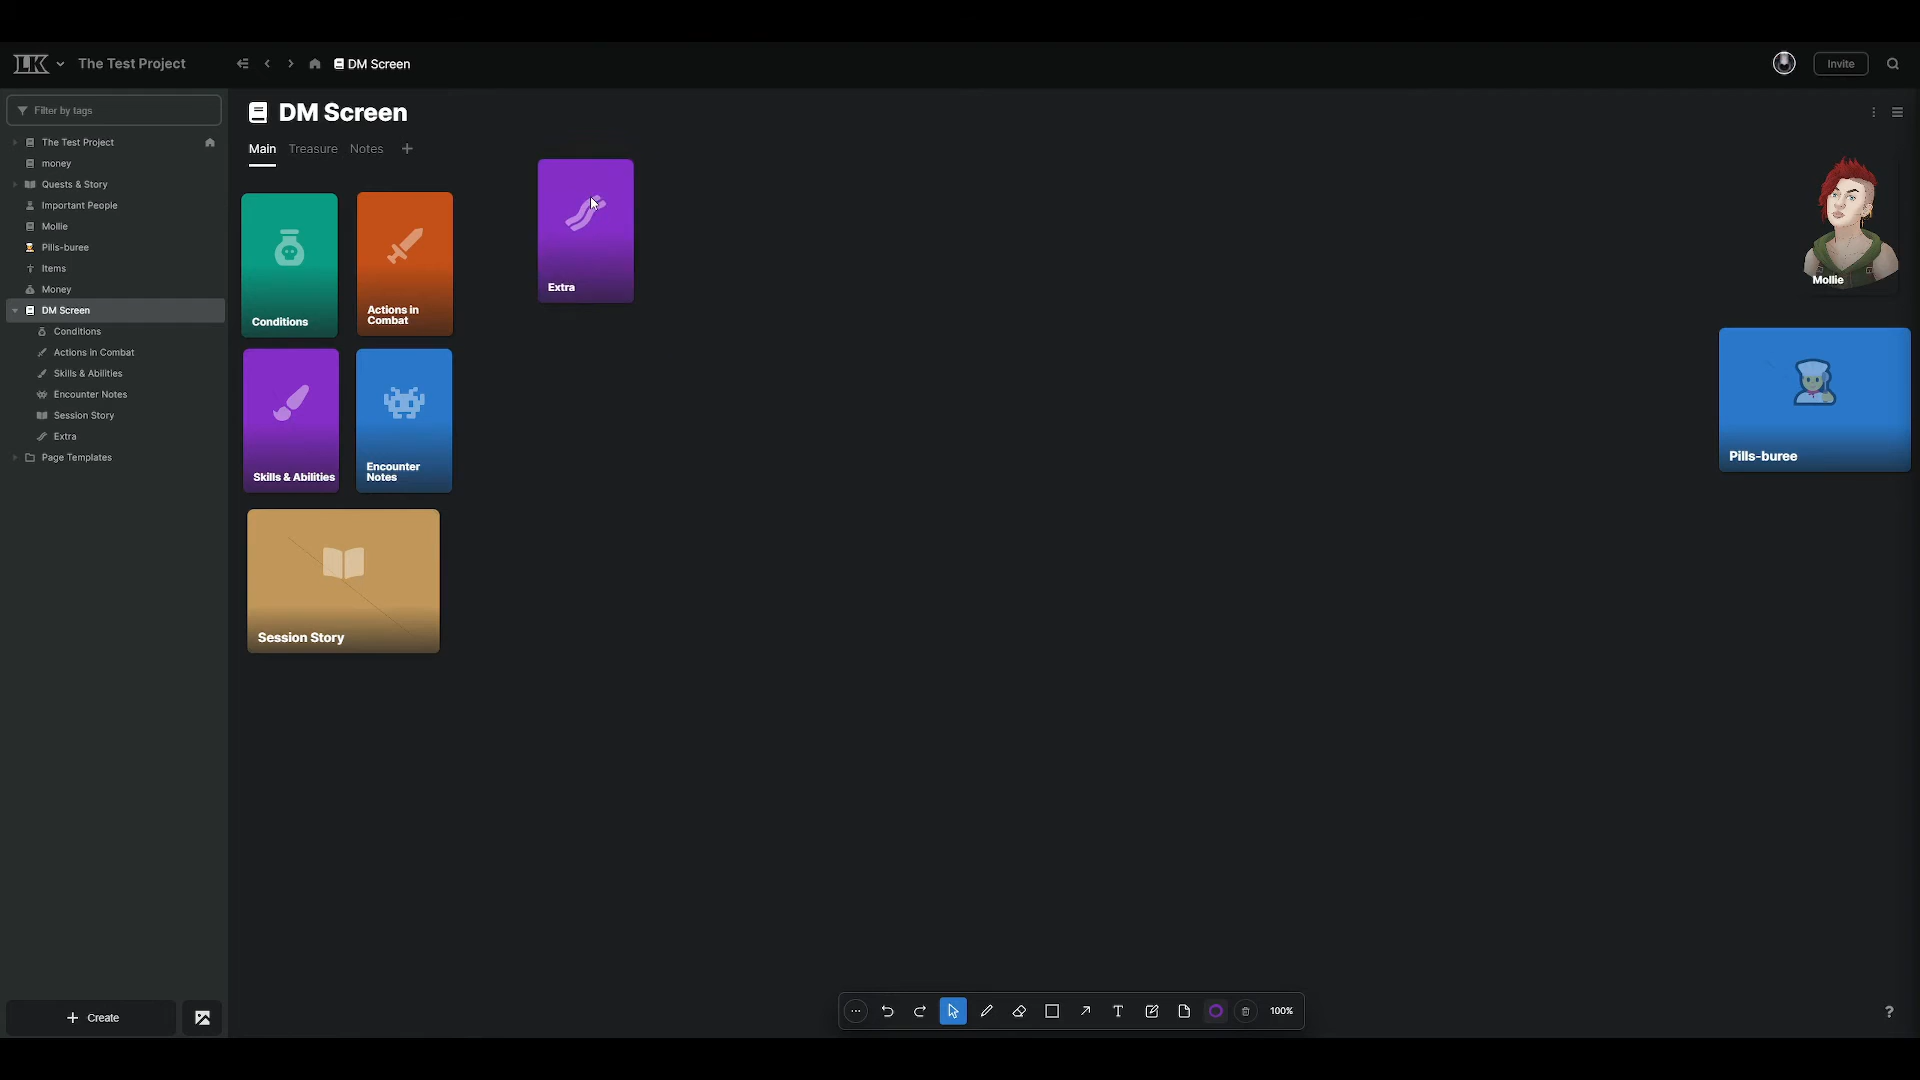 LK
The Test Project
DM Screen
Invite
Filter by tags
The Test Project
money
Quests & Story
Important People
Mollie
Pills-buree
Items
Money
DM Screen
Conditions
Actions in Combat
Skills & Abilities
Encounter Notes
Session Story
Extra
Page Templates
Create
DM Screen
Main
Treasure
Notes
Conditions
Actions in
Combat
Extra
Skills & Abilities
Encounter
Notes
Session Story
Mollie
Pills-buree
T
100%
?